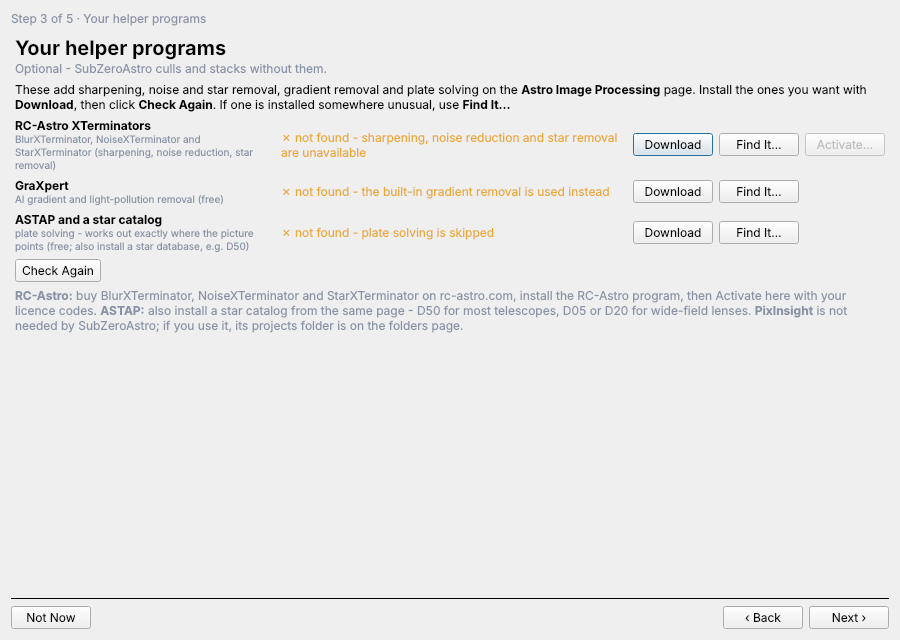 Step 3 of 5 · Your helper programs
Your helper programs
Optional - SubZeroAstro culls and stacks without them.
These add sharpening, noise and star removal, gradient removal and plate solving on the Astro Image Processing page. Install the ones you want with
Download, then click Check Again. If one is installed somewhere unusual, use Find It...
RC-Astro XTerminators
BlurXTerminator, NoiseXTerminator and
StarXTerminator (sharpening, noise reduction, star
removal)
× not found - sharpening, noise reduction and star removal
are unavailable
Download
Find It...
Activate...
GraXpert
AI gradient and light-pollution removal (free)
× not found - the built-in gradient removal is used instead
Download
Find It...
ASTAP and a star catalog
plate solving - works out exactly where the picture
points (free; also install a star database, e.g. D50)
× not found - plate solving is skipped
Download
Find It...
Check Again
RC-Astro: buy BlurXTerminator, NoiseXTerminator and StarXTerminator on rc-astro.com, install the RC-Astro program, then Activate here with your
licence codes. ASTAP: also install a star catalog from the same page - D50 for most telescopes, D05 or D20 for wide-field lenses. PixInsight is not
needed by SubZeroAstro; if you use it, its projects folder is on the folders page.
Not Now
‹ Back
Next ›